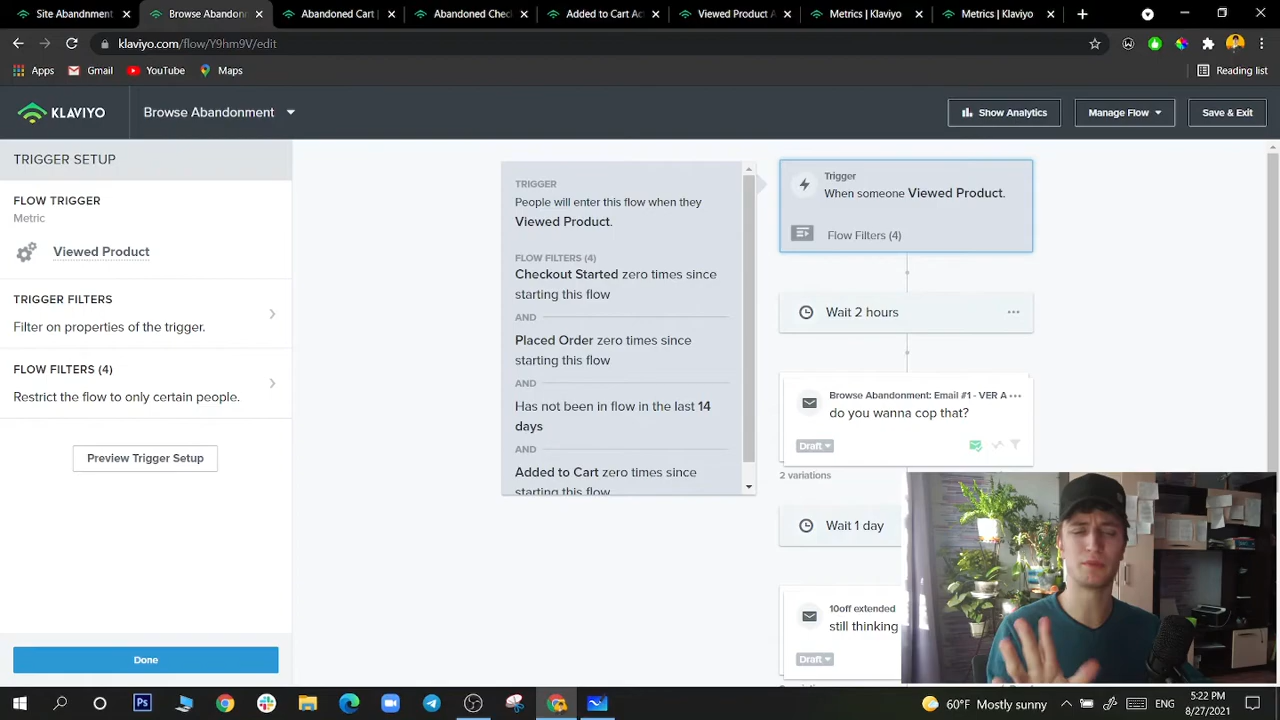 Site Abandnment
Browse Abandonn
Abandoned Cart
Abandoned Chec
Added to Cart Ac
Viewed Product A
Metrics | Klaviyo
Metrics | Klaviyo
klaviyo.com/flow/Y9hm9V/edit
Apps
Gmail
YouTube
Maps
Reading list
KLAVIYO
Browse Abandonment
Show Analytics
Manage Flow
Save & Exit
TRIGGER SETUP
FLOW TRIGGER
Metric
Viewed Product
TRIGGER FILTERS
Filter on properties of the trigger.
FLOW FILTERS (4)
Restrict the flow to only certain people.
Preview Trigger Setup
Done
TRIGGER
People will enter this flow when they
Viewed Product.
FLOW FILTERS (4)
Checkout Started zero times since
starting this flow
AND
Placed Order zero times since
starting this flow
AND
Has not been in flow in the last 14
days
AND
Added to Cart zero times since
starting this flow
Trigger
When someone Viewed Product.
Flow Filters (4)
Wait 2 hours
Browse Abandonment: Email #1 - VER A
do you wanna cop that?
Draft
2 variations
Wait 1 day
10off extended
still thinking
Draft
Ps
ENG
60°F Mostly sunny
5:22 PM
8/27/2021